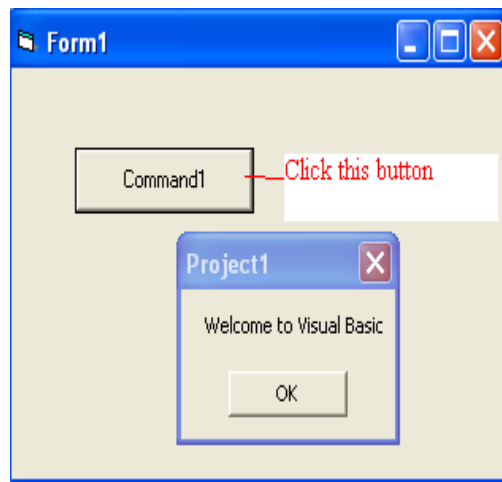 Form1
Command1
Click this button
Project1
Welcome to Visual Basic
OK